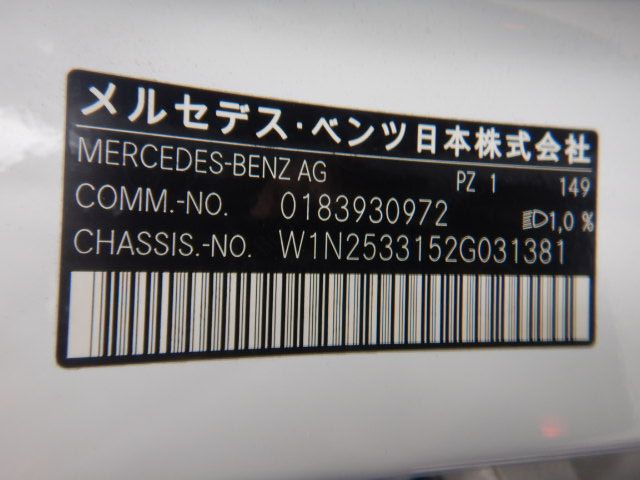 メルセデス・ベンツ日本株式会社
MERCEDES-BENZ AG PZ 1 149
COMM.-NO. 0183930972 1,0 %
CHASSIS.-NO. W1N2533152G031381